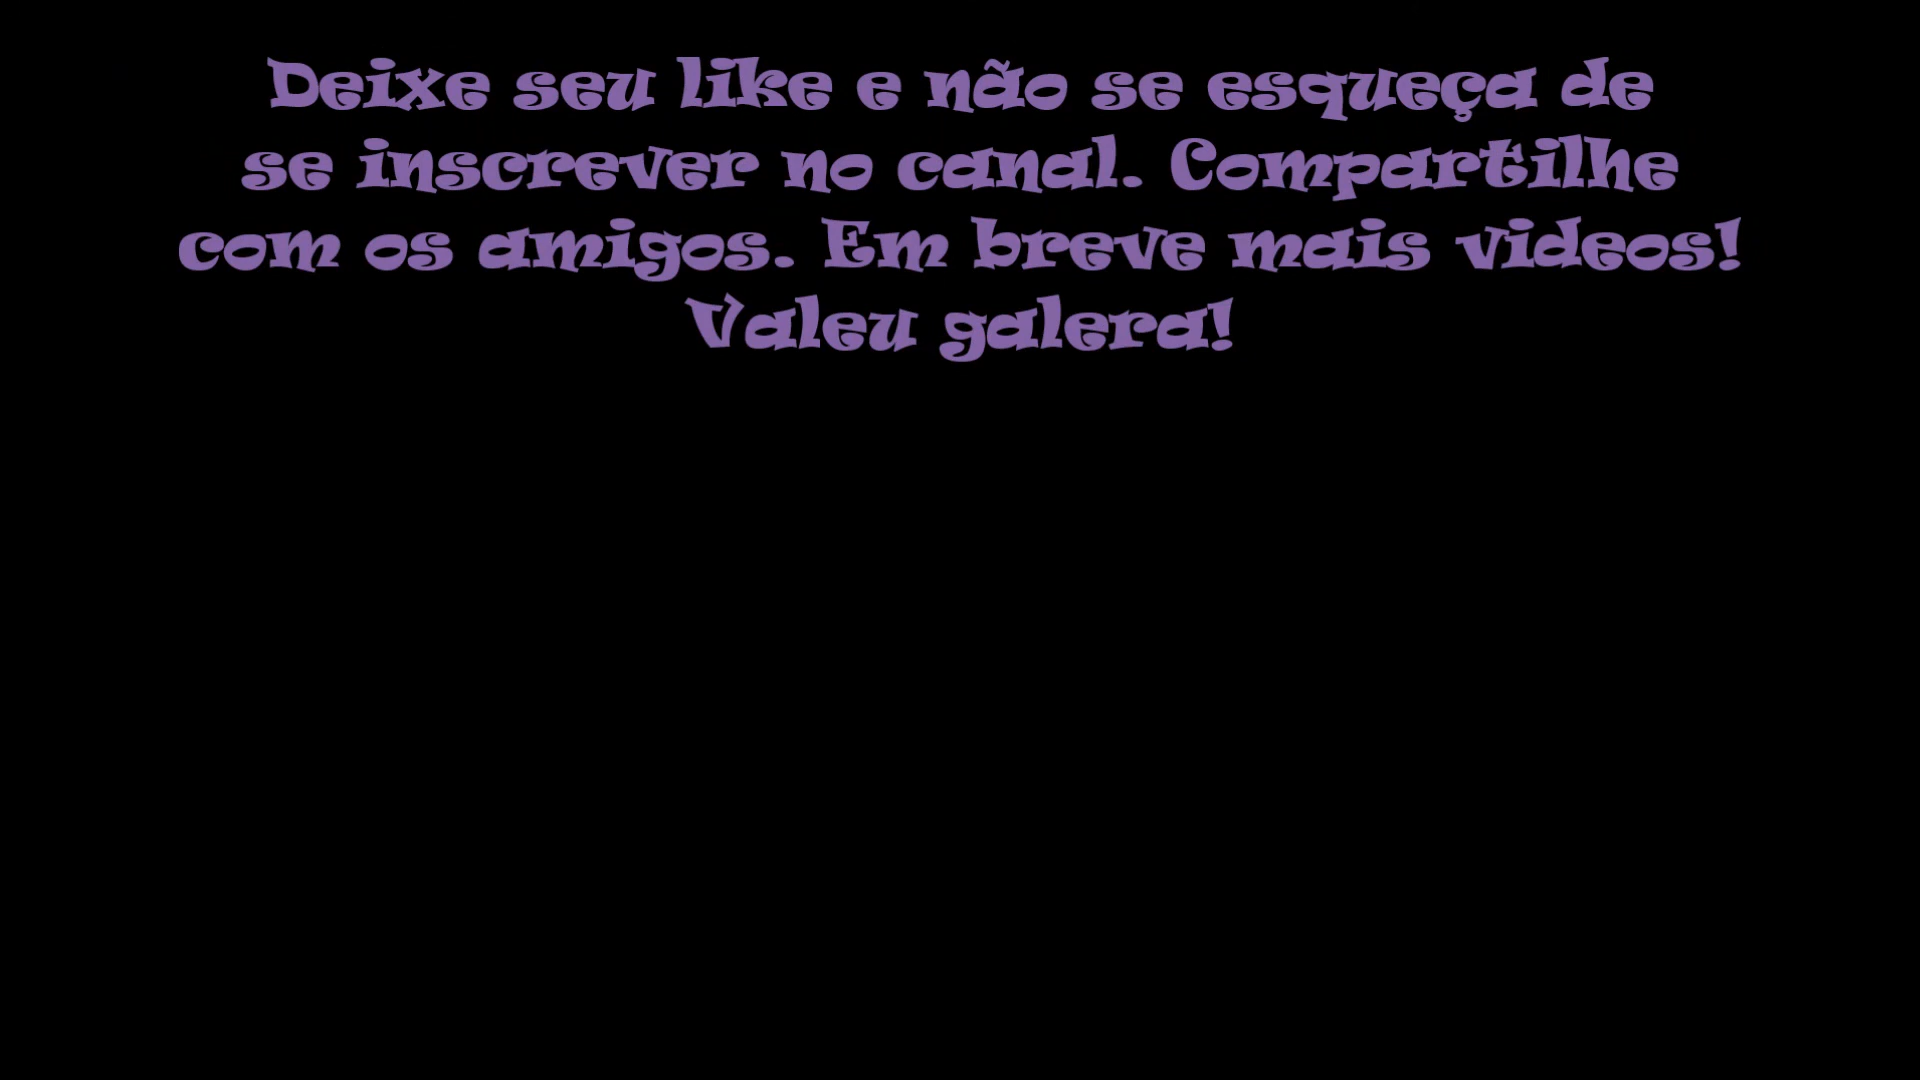 Deixe seu like e não se esqueça de
se inscrever no canal. Compartilhe
com os amigos. Em breve mais videos!
Valeu galera!